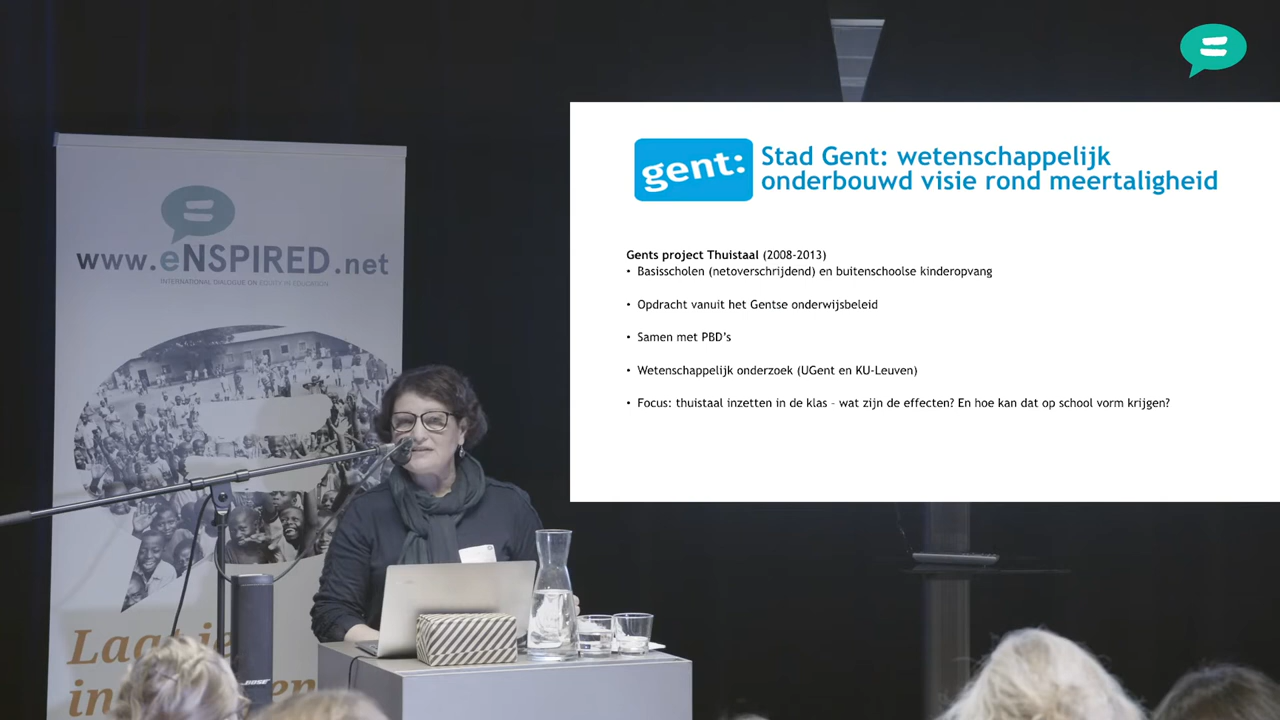 www.eNSPIRED.net
INTERNATIONAL DIALOGUE ON EQUITY IN EDUCATION
in
BOSE
gent:
Stad Gent: wetenschappelijk
onderbouwd visie rond meertaligheid
Gents project Thuistaal (2008-2013)
• Basisscholen (netoverschrijdend) en buitenschoolse kinderopvang
• Opdracht vanuit het Gentse onderwijsbeleid
• Samen met PBD's
• Wetenschappelijk onderzoek (UGent en KU-Leuven)
• Focus: thuistaal inzetten in de klas – wat zijn de effecten? En hoe kan dat op school vorm krijgen?